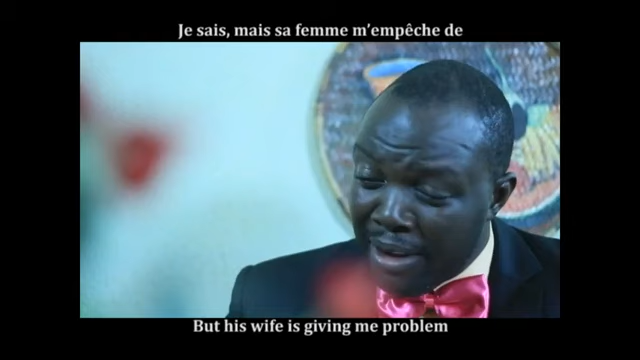 Je sais, mais sa femme m’empêche de
But his wife is giving me problem